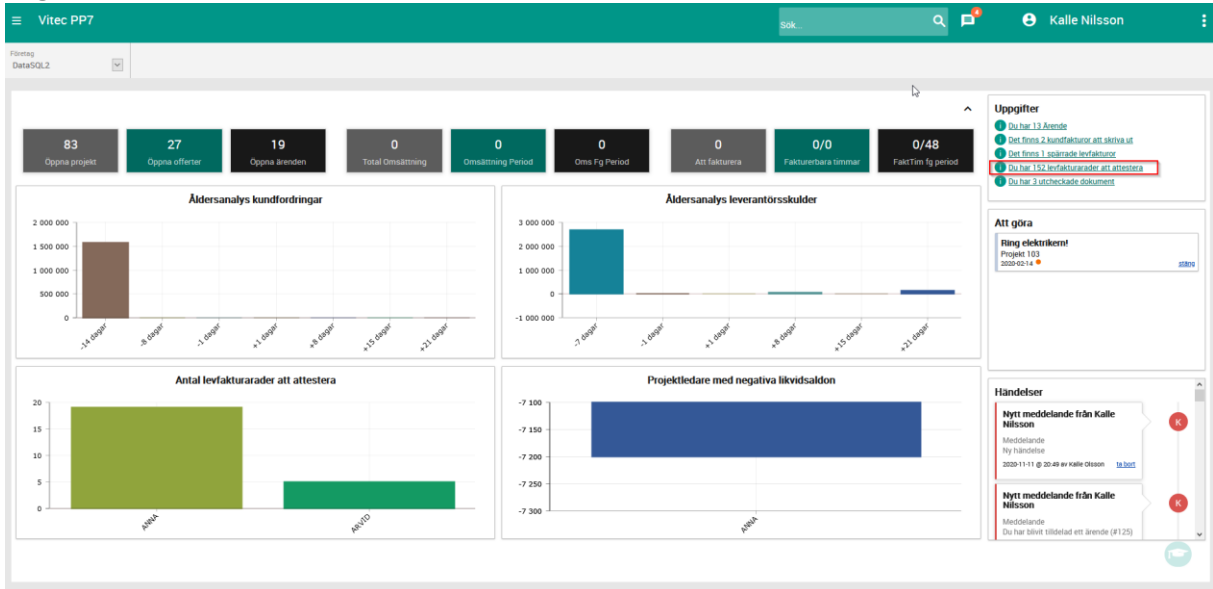 Vitec PP7
Sök...
Kalle Nilsson
Företag
DataSQL2
83
Öppna projekt
27
Öppna offerter
19
Öppna ärenden
0
Total Omsättning
0
Omsättning Period
0
Oms Fg Period
0
Att fakturera
0/0
Fakturerbara timmar
0/48
FaktTim fg period
Åldersanalys kundfordringar
2 000 000
1 500 000
1 000 000
500 000
0
-14 dagar
-8 dagar
-1 dagar
+1 dagar
+8 dagar
+15 dagar
+21 dagar
Åldersanalys leverantörsskulder
3 000 000
2 000 000
1 000 000
0
-1 000 000
-7 dagar
-1 dagar
+1 dagar
+8 dagar
+15 dagar
+21 dagar
Antal levfakturarader att attestera
20
15
10
5
0
ANNA
ARVID
Projektledare med negativa likvidsaldon
-7 100
-7 150
-7 200
-7 250
-7 300
ANNA
Uppgifter
Du har 13 Ärende
Det finns 2 kundfakturor att skriva ut
Det finns 1 spärrade levfakturor
Du har 152 levfakturarader att attestera
Du har 3 utcheckade dokument
Att göra
Ring elektrikern!
Projekt 103
2020-02-14
stäng
Händelser
Nytt meddelande från Kalle
Nilsson
K
Meddelande
Ny händelse
2020-11-11 @ 20:49 av Kalle Olsson ta bort
Nytt meddelande från Kalle
Nilsson
K
Meddelande
Du har blivit tilldelad ett ärende (#125)